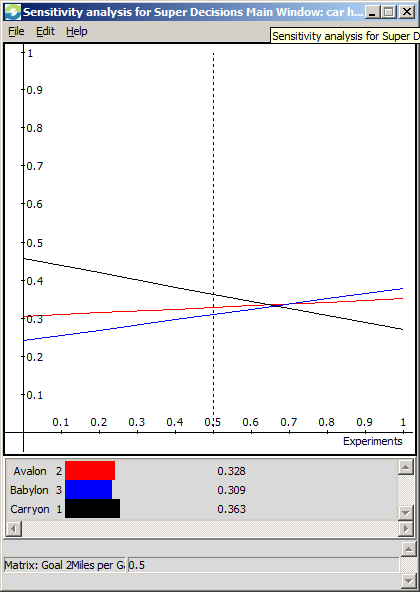 Sensitivity analysis for Super Decisions Main Window: car h...
File Edit Help
Sensitivity analysis for Super D
1
0.9
0.8
0.7
0.6
0.5
0.4
0.3
0.2
0.1
0.1 0.2 0.3 0.4 0.5 0.6 0.7 0.8 0.9 1
Experiments
Avalon 2 0.328
Babylon 3 0.309
Carryon 1 0.363
Matrix: Goal 2Miles per Ga 0.5